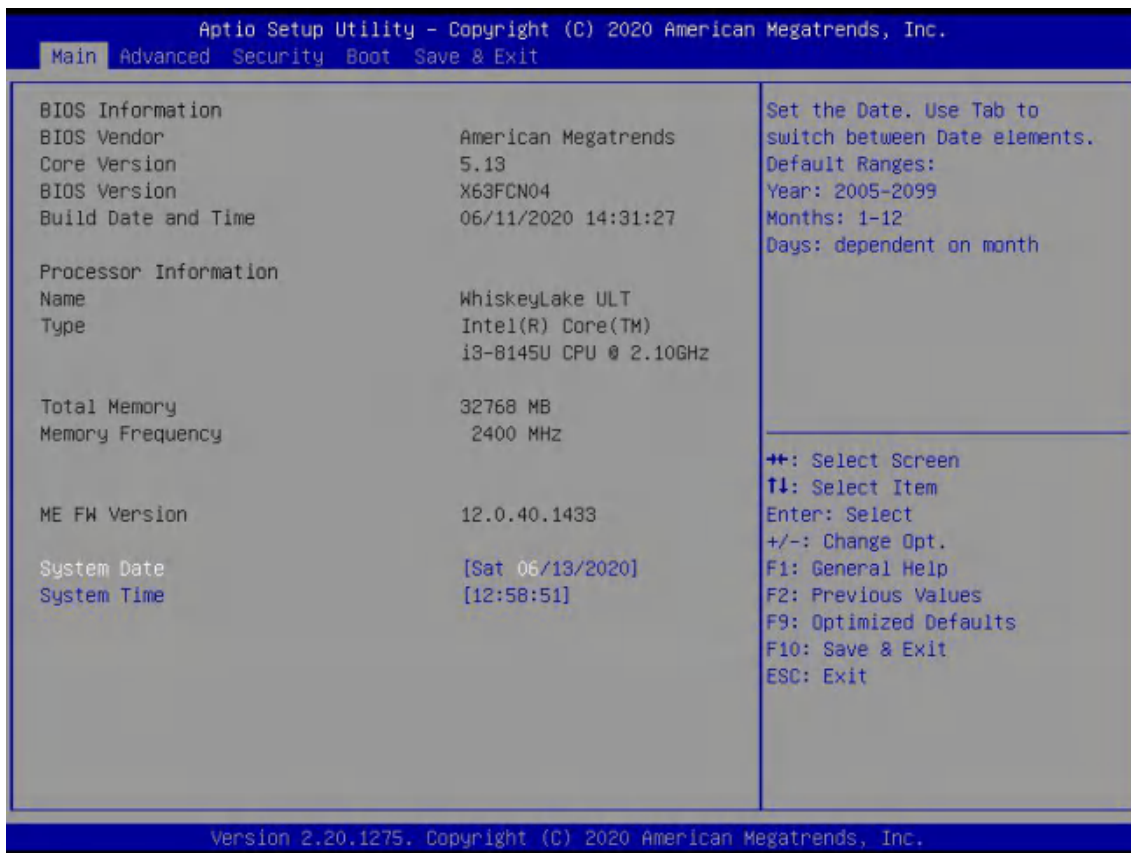 Aptio Setup Utility – Copyright (C) 2020 American Megatrends, Inc.
Main Advanced Security Boot Save & Exit
BIOS Information
BIOS Vendor American Megatrends
Core Version 5.13
BIOS Version X63FCN04
Build Date and Time 06/11/2020 14:31:27
Processor Information
Name WhiskeyLake ULT
Type Intel(R) Core(TM)
i3-8145U CPU @ 2.10GHz
Total Memory 32768 MB
Memory Frequency 2400 MHz
ME FW Version 12.0.40.1433
System Date [Sat 06/13/2020]
System Time [12:58:51]
Set the Date. Use Tab to
switch between Date elements.
Default Ranges:
Year: 2005-2099
Months: 1-12
Days: dependent on month
→←: Select Screen
↑↓: Select Item
Enter: Select
+/-: Change Opt.
F1: General Help
F2: Previous Values
F9: Optimized Defaults
F10: Save & Exit
ESC: Exit
Version 2.20.1275. Copyright (C) 2020 American Megatrends, Inc.